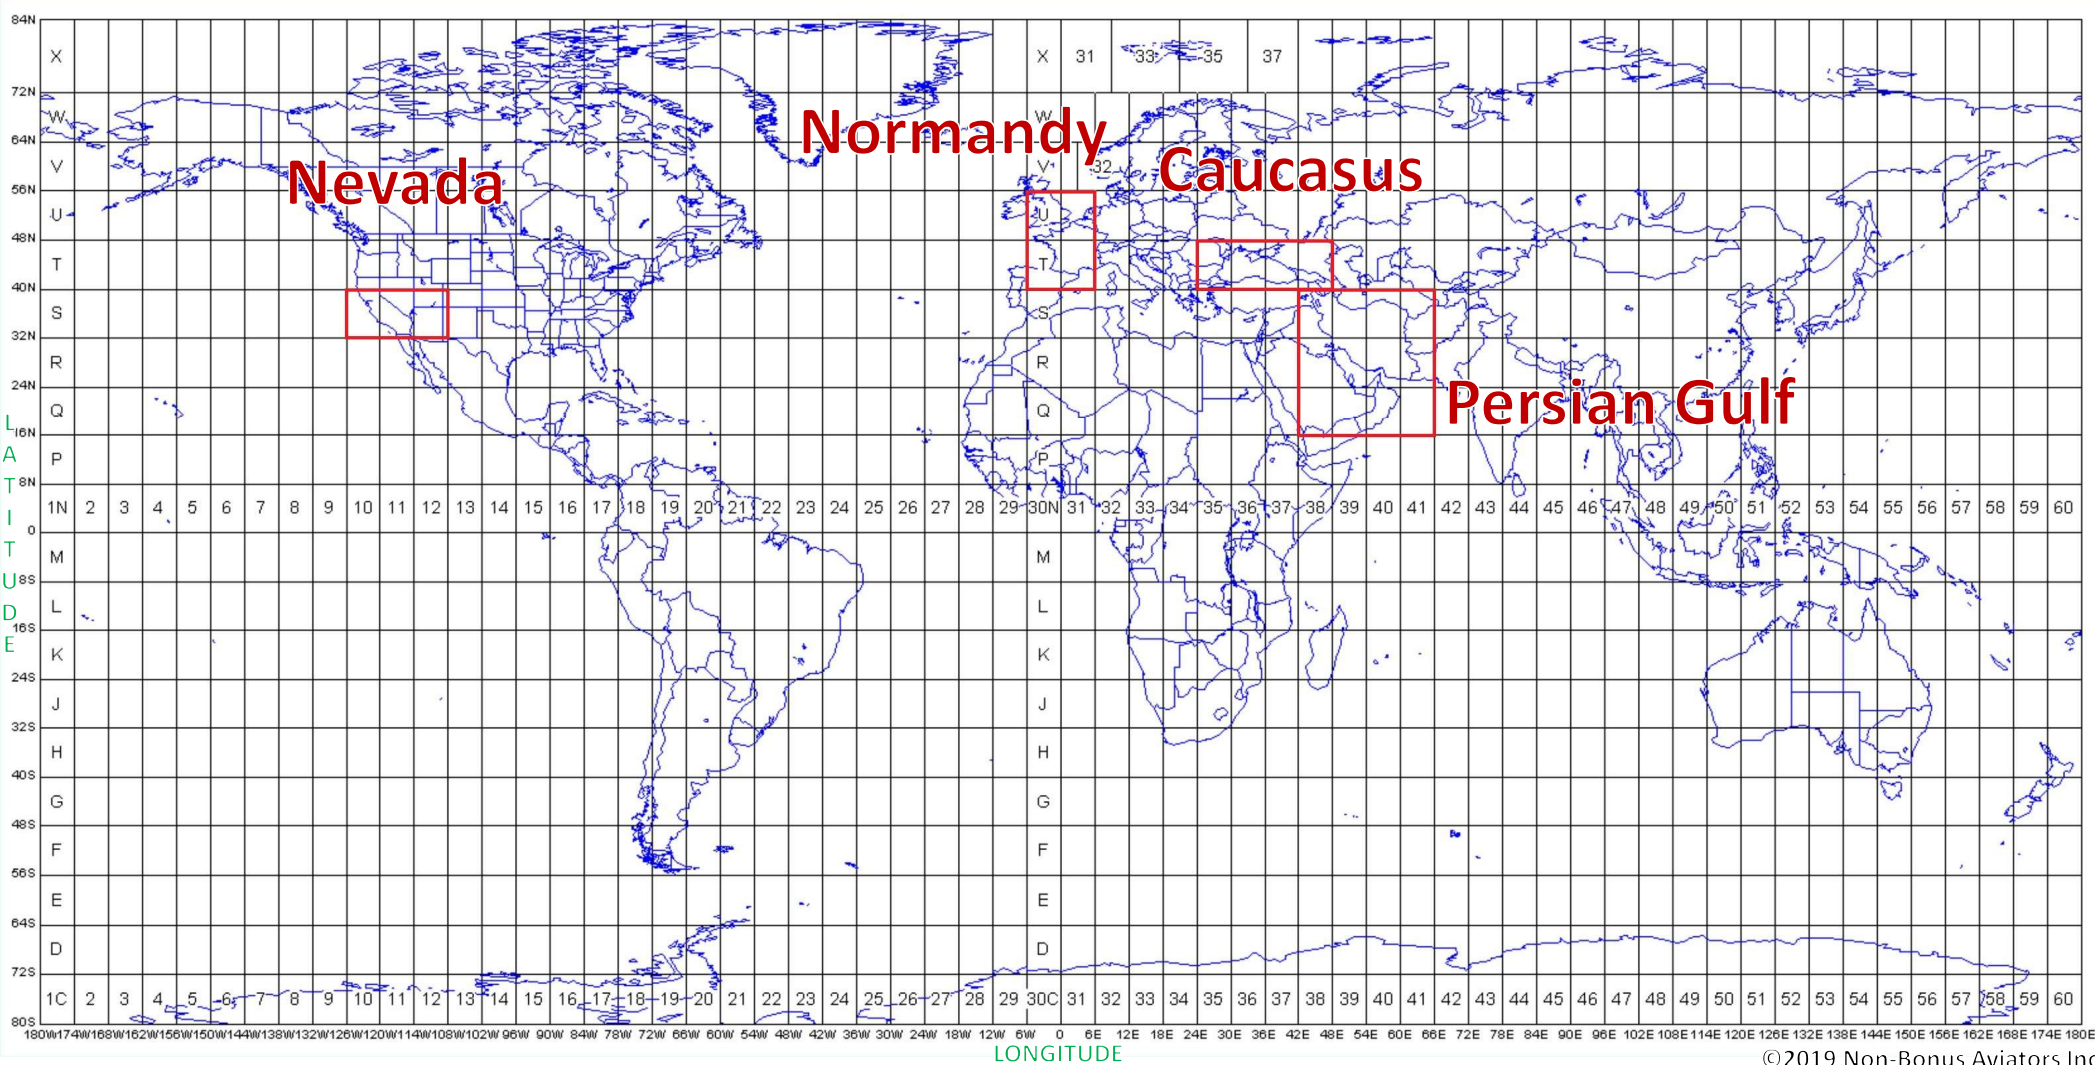 84N
X
X 31 33 35 37
72N
W
W
64N
Normandy
V
V 32
Nevada
Caucasus
56N
U
U
48N
T
T
40N
S
S
32N
R
R
24N
Persian Gulf
Q
Q
16N
P
P
8N
1N 2 3 4 5 6 7 8 9 10 11 12 13 14 15 16 17 18 19 20 21 22 23 24 25 26 27 28 29 30N 31 32 33 34 35 36 37 38 39 40 41 42 43 44 45 46 47 48 49 50 51 52 53 54 55 56 57 58 59 60
0
M
M
8S
L
L
16S
K
K
24S
J
J
32S
H
H
40S
G
G
48S
F
F
56S
E
E
64S
D
D
72S
1C 2 3 4 5 6 7 8 9 10 11 12 13 14 15 16 17 18 19 20 21 22 23 24 25 26 27 28 29 30C 31 32 33 34 35 36 37 38 39 40 41 42 43 44 45 46 47 48 49 50 51 52 53 54 55 56 57 58 59 60
80S
180W 174W 168W 162W 156W 150W 144W 138W 132W 126W 120W 114W 108W 102W 96W 90W 84W 78W 72W 66W 60W 54W 48W 42W 36W 30W 24W 18W 12W 6W 0 6E 12E 18E 24E 30E 36E 42E 48E 54E 60E 66E 72E 78E 84E 90E 96E 102E 108E 114E 120E 126E 132E 138E 144E 150E 156E 162E 168E 174E 180E
LATITUDE
LONGITUDE
©2019 Non-Bonus Aviators Inc